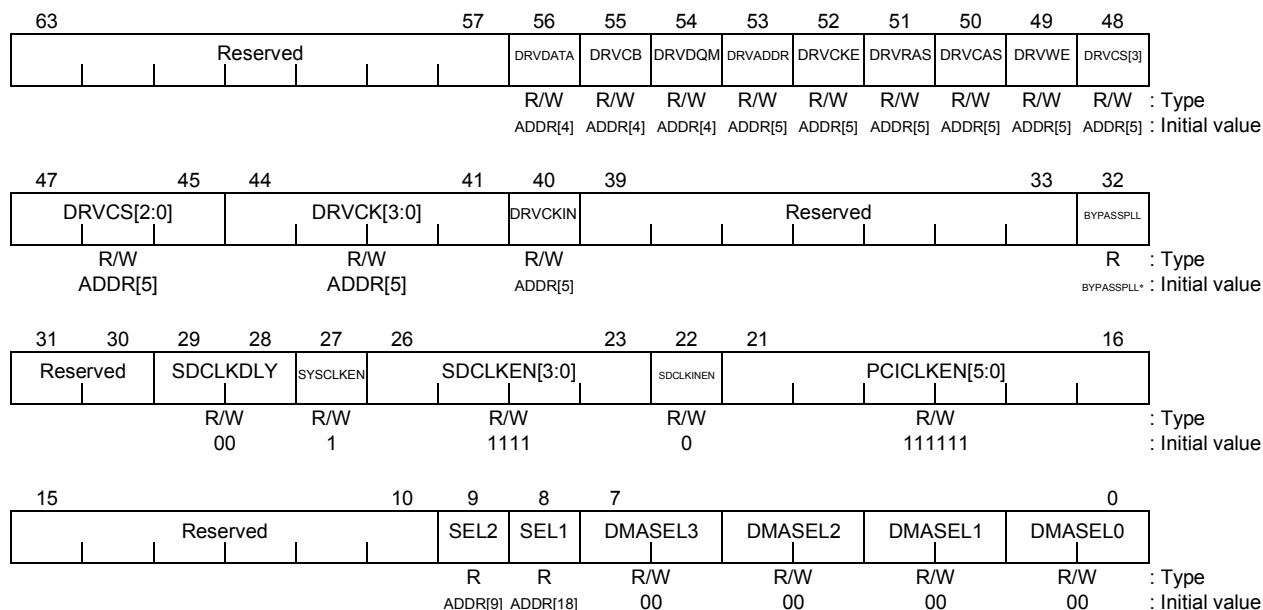 63 57 56 55 54 53 52 51 50 49 48
Reserved DRVDATA DRVCB DRVDQM DRVADDR DRVCKE DRVRAS DRVCAS DRVWE DRVCS[3]
R/W R/W R/W R/W R/W R/W R/W R/W R/W : Type
ADDR[4] ADDR[4] ADDR[4] ADDR[5] ADDR[5] ADDR[5] ADDR[5] ADDR[5] ADDR[5] : Initial value
47 45 44 41 40 39 33 32
DRVCS[2:0] DRVCK[3:0] DRVCKIN Reserved BYPASSPLL
R/W R/W R/W R : Type
ADDR[5] ADDR[5] ADDR[5] BYPASSPLL* : Initial value
31 30 29 28 27 26 23 22 21 16
Reserved SDCLKDLY SYSCLKEN SDCLKEN[3:0] SDCLKINEN PCICLKEN[5:0]
R/W R/W R/W R/W R/W : Type
00 1 1111 0 111111 : Initial value
15 10 9 8 7 0
Reserved SEL2 SEL1 DMASEL3 DMASEL2 DMASEL1 DMASEL0
R R R/W R/W R/W R/W : Type
ADDR[9] ADDR[18] 00 00 00 00 : Initial value